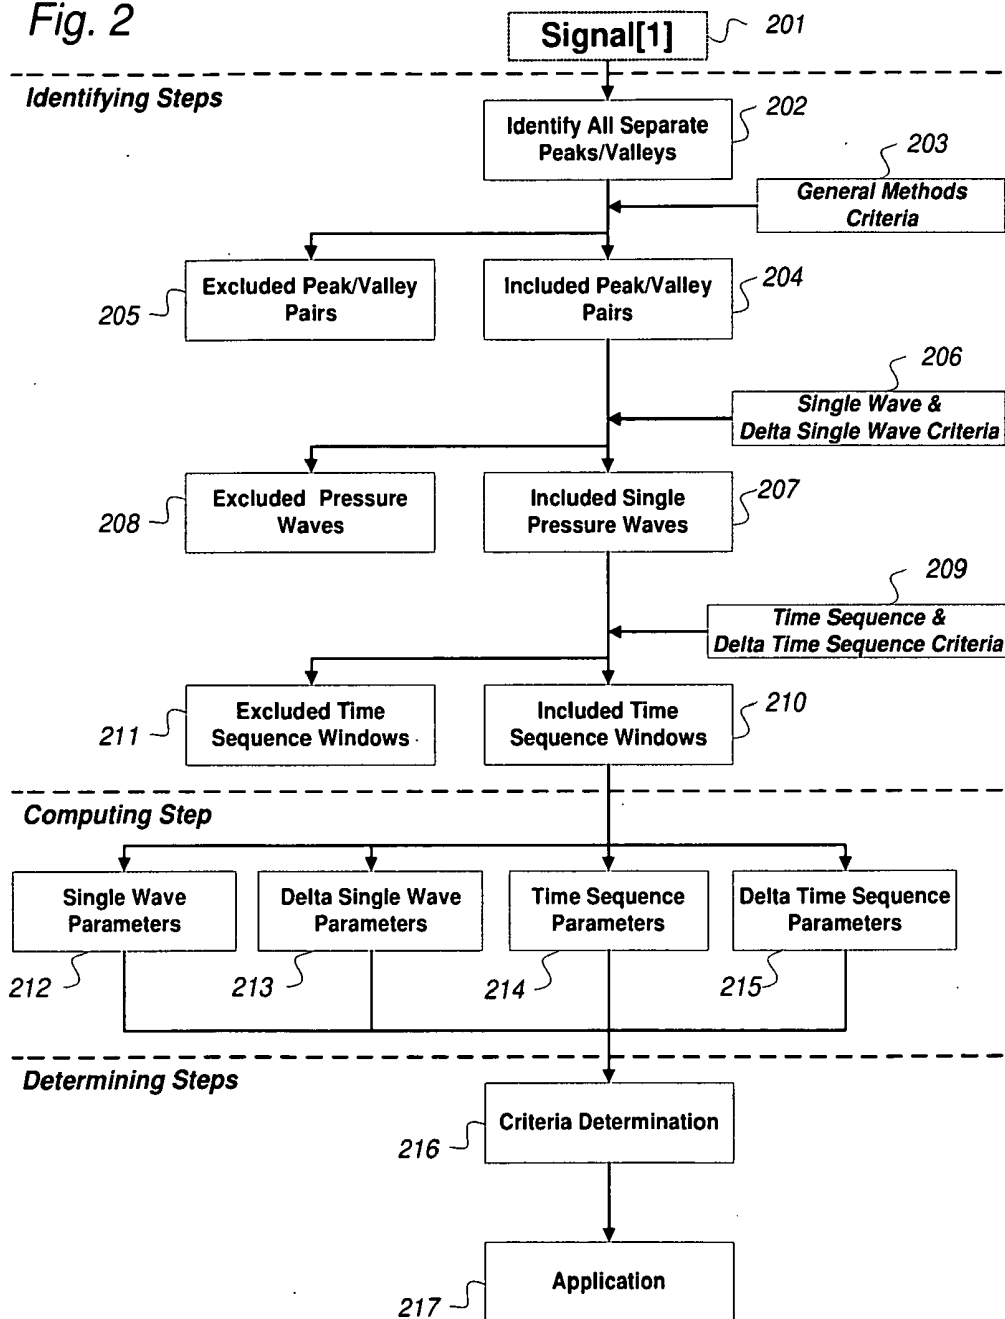 Fig. 2
Signal[1]
201
Identifying Steps
Identify All Separate
Peaks/Valleys
202
203
General Methods
Criteria
Excluded Peak/Valley
Pairs
205
Included Peak/Valley
Pairs
204
206
Single Wave &
Delta Single Wave Criteria
Excluded Pressure
Waves
208
Included Single
Pressure Waves
207
209
Time Sequence &
Delta Time Sequence Criteria
Excluded Time
Sequence Windows
211
Included Time
Sequence Windows
210
Computing Step
Single Wave
Parameters
212
Delta Single Wave
Parameters
213
Time Sequence
Parameters
214
Delta Time Sequence
Parameters
215
Determining Steps
Criteria Determination
216
Application
217